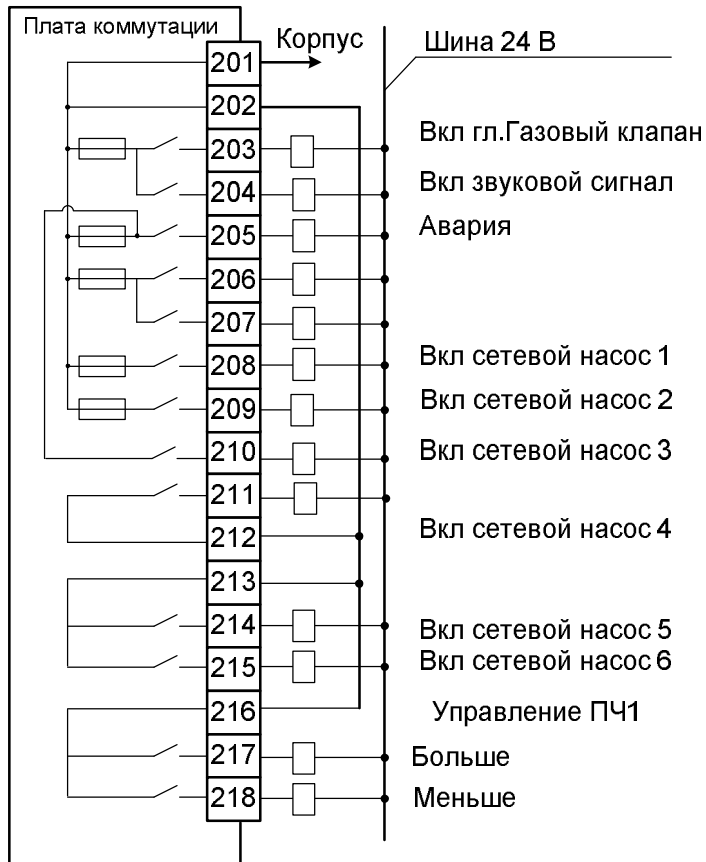 Плата коммутации
Корпус
Шина 24 В
201
202
203
Вкл гл.Газовый клапан
204
Вкл звуковой сигнал
205
Авария
206
207
208
Вкл сетевой насос 1
209
Вкл сетевой насос 2
210
Вкл сетевой насос 3
211
212
Вкл сетевой насос 4
213
214
Вкл сетевой насос 5
215
Вкл сетевой насос 6
216
Управление ПЧ1
217
Больше
218
Меньше